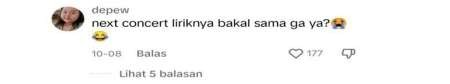 depew
next concert liriknya bakal sama ga ya?😭
😂
10-08 Balas 177
Lihat 5 balasan